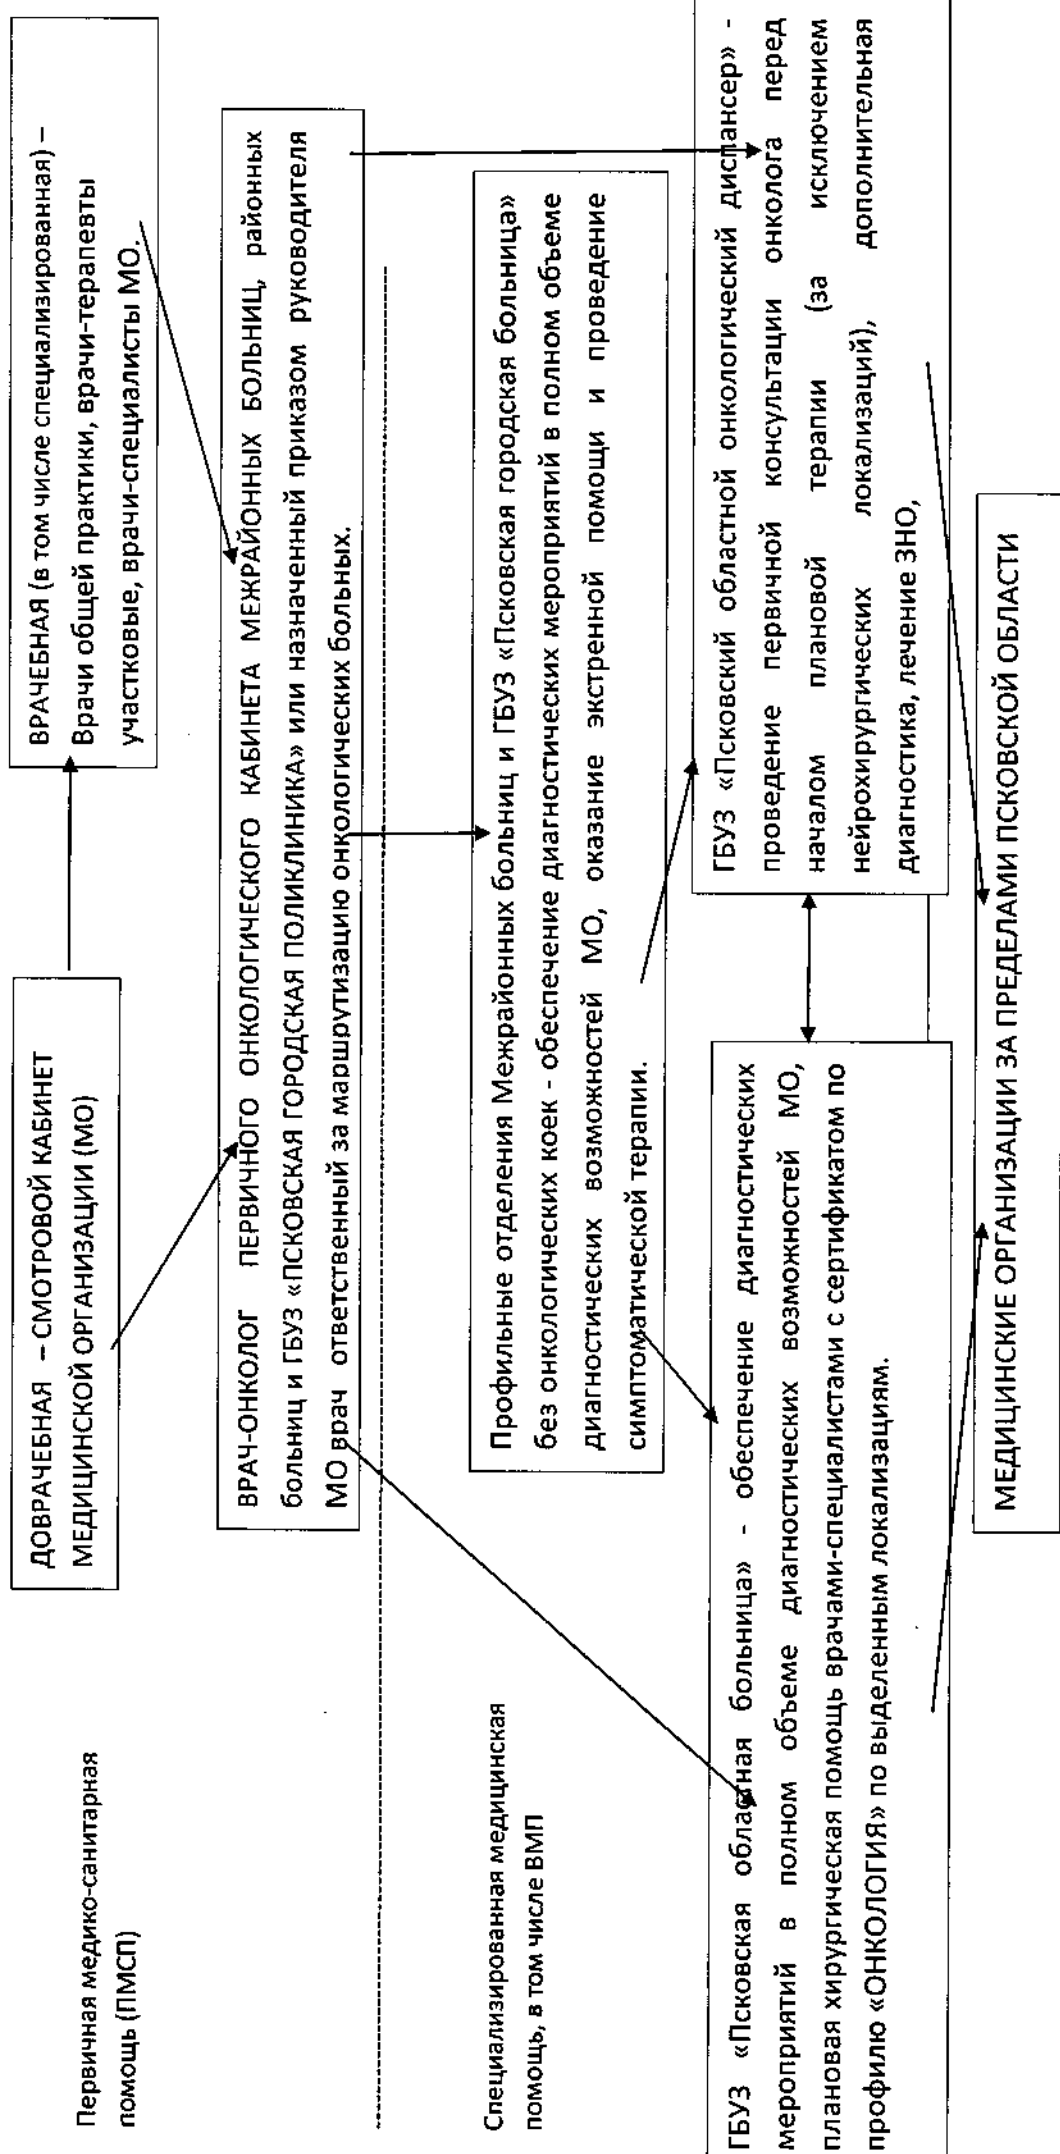 Первичная медико-санитарная
помощь (ПМСП)
ДОВРАЧЕБНАЯ – СМОТРОВОЙ КАБИНЕТ
МЕДИЦИНСКОЙ ОРГАНИЗАЦИИ (МО)
ВРАЧЕБНАЯ (в том числе специализированная) –
Врачи общей практики, врачи-терапевты
участковые, врачи-специалисты МО.
ВРАЧ-ОНКОЛОГ ПЕРВИЧНОГО ОНКОЛОГИЧЕСКОГО КАБИНЕТА МЕЖРАЙОННЫХ БОЛЬНИЦ, районных
больниц и ГБУЗ «ПСКОВСКАЯ ГОРОДСКАЯ ПОЛИКЛИНИКА» или назначенный приказом руководителя
МО врач ответственный за маршрутизацию онкологических больных.
Специализированная медицинская
помощь, в том числе ВМП
Профильные отделения Межрайонных больниц и ГБУЗ «Псковская городская больница»
без онкологических коек - обеспечение диагностических мероприятий в полном объеме
диагностических возможностей МО, оказание экстренной помощи и проведение
симптоматической терапии.
ГБУЗ «Псковская областная больница» - обеспечение диагностических
мероприятий в полном объеме диагностических возможностей МО,
плановая хирургическая помощь врачами-специалистами с сертификатом по
профилю «ОНКОЛОГИЯ» по выделенным локализациям.
ГБУЗ «Псковский областной онкологический диспансер» -
проведение первичной консультации онколога перед
началом плановой терапии (за исключением
нейрохирургических локализаций), дополнительная
диагностика, лечение ЗНО,
МЕДИЦИНСКИЕ ОРГАНИЗАЦИИ ЗА ПРЕДЕЛАМИ ПСКОВСКОЙ ОБЛАСТИ